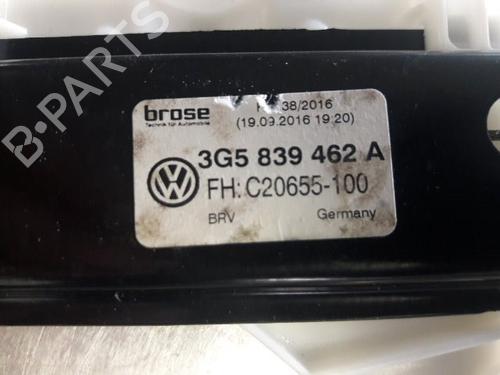 B-PARTS
brose
Technik für Automobile
38/2016
(19.09.2016 19:20)
3G5 839 462 A
FH: C20655-100
BRV Germany